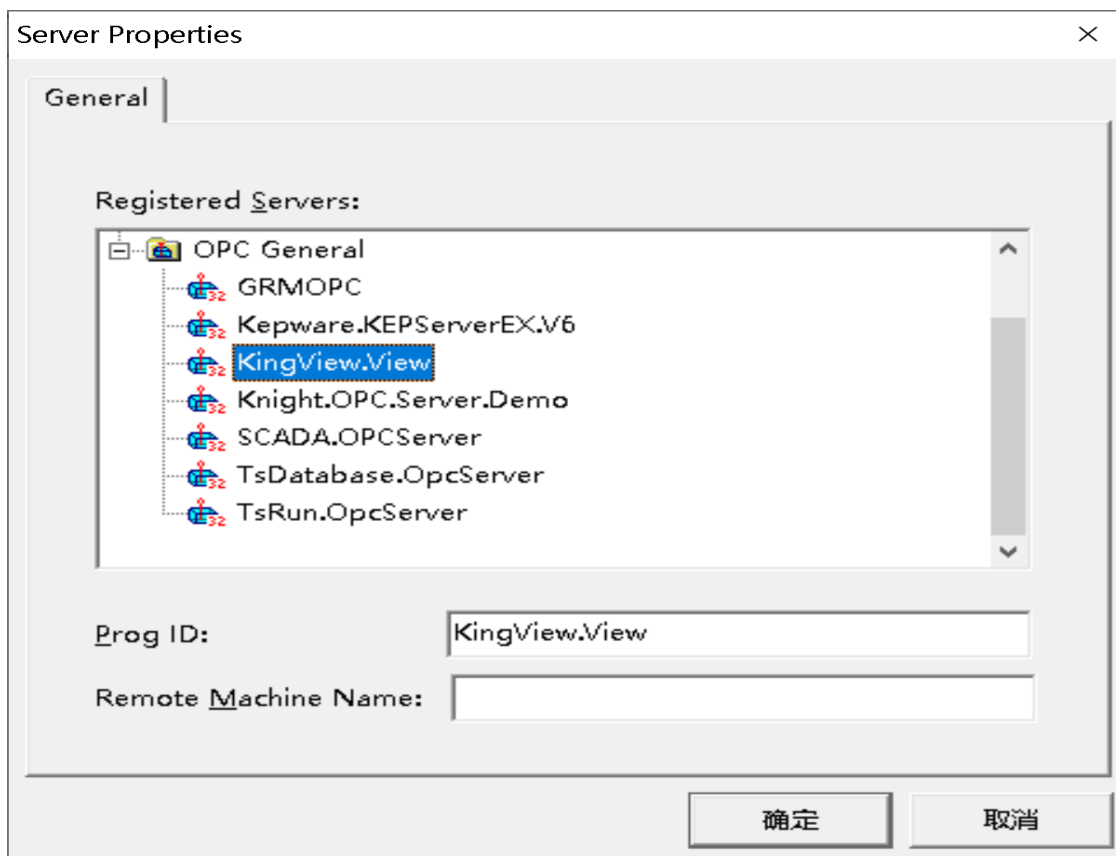 Server Properties
General
Registered Servers:
OPC General
GRMOPC
Kepware.KEPServerEX.V6
KingView.View
Knight.OPC.Server.Demo
SCADA.OPCServer
TsDatabase.OpcServer
TsRun.OpcServer
Prog ID: KingView.View
Remote Machine Name:
确定 取消